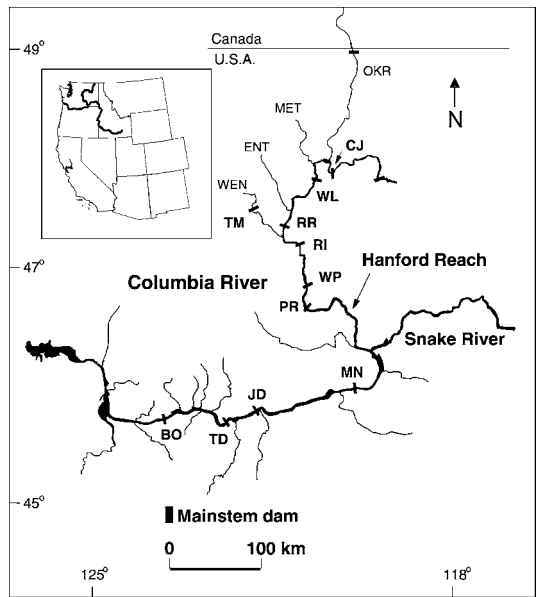 49°
Canada
U.S.A.
OKR
N
MET
CJ
ENT
WEN
WL
TM
RR
RI
47°
Columbia River
WP
Hanford Reach
PR
Snake River
MN
JD
BO
TD
45°
Mainstem dam
0 100 km
125° 118°